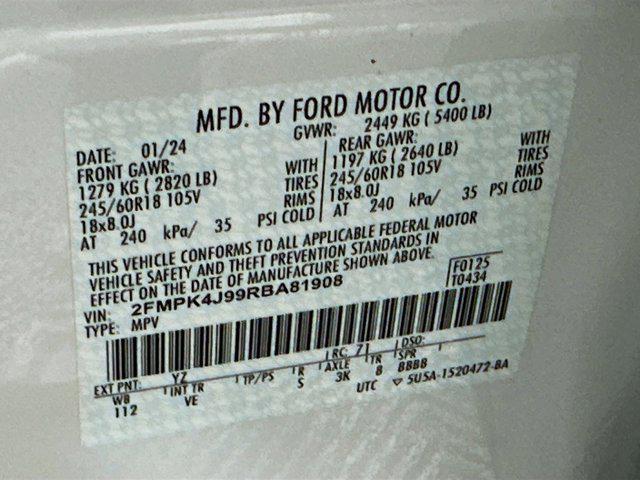 MFD. BY FORD MOTOR CO.
DATE: 01/24 GVWR: 2449 KG ( 5400 LB)
FRONT GAWR: REAR GAWR:
1279 KG ( 2820 LB) WITH 1197 KG ( 2640 LB) WITH
245/60R18 105V TIRES 245/60R18 105V TIRES
18x8.0J RIMS 18x8.0J RIMS
AT 240 kPa/ 35 PSI COLD AT 240 kPa/ 35 PSI COLD
THIS VEHICLE CONFORMS TO ALL APPLICABLE FEDERAL MOTOR
VEHICLE SAFETY AND THEFT PREVENTION STANDARDS IN
EFFECT ON THE DATE OF MANUFACTURE SHOWN ABOVE.
VIN: 2FMPK4J99RBA81908 F0125
TYPE: MPV T0434
EXT PNT: YZ RC: 71 DSO:
WB INT TR TP/PS R AXLE TR SPR
112 VE S 3K 8 BBBB
UTC ▽ 5U5A-1520472-BA